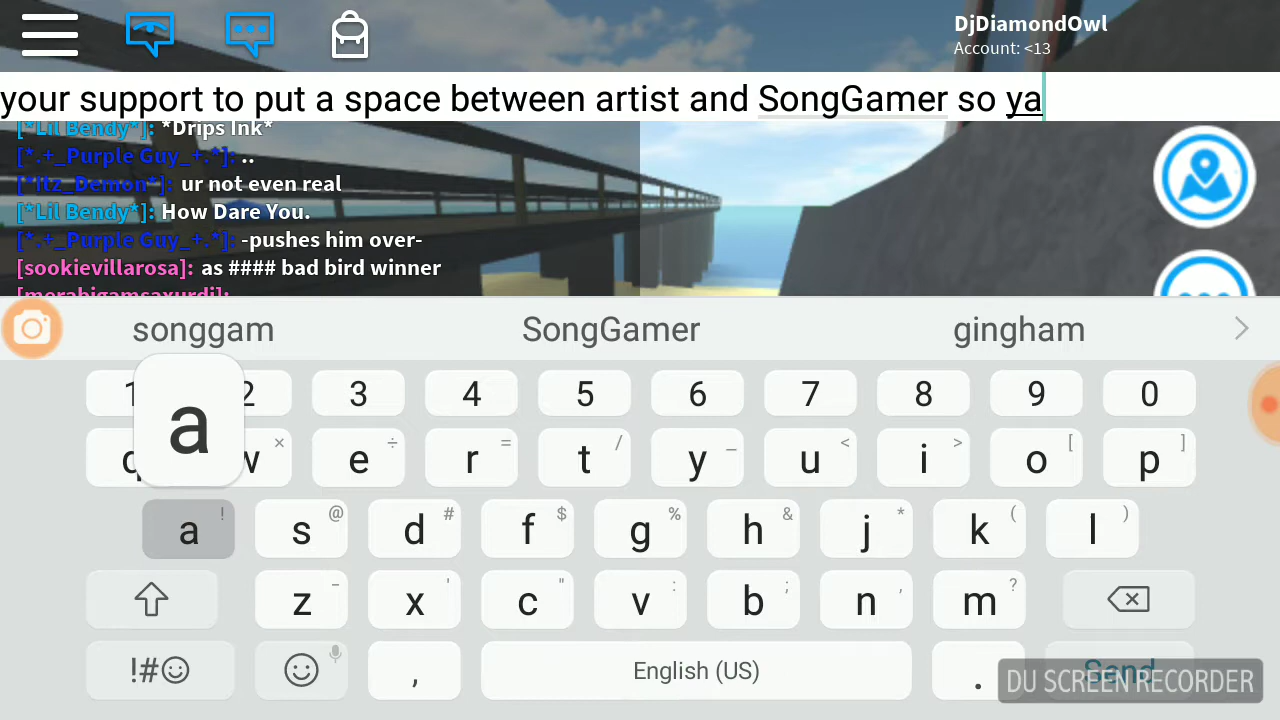 DjDiamondOwl
Account: <13
your support to put a space between artist and SongGamer so ya
[*Lil Bendy*]: *Drips Ink*
[*.+_Purple Guy_+.*]: ..
[*Itz_Demon*]: ur not even real
[*Lil Bendy*]: How Dare You.
[*.+_Purple Guy_+.*]: -pushes him over-
[sookievillarosa]: as #### bad bird winner
songgam SongGamer gingham
1 2 3 4 5 6 7 8 9 0
a
q w × e ÷ r = t / y _ u < i > o [ p ]
a ! s @ d # f $ g % h & j * k ( l )
z - x ' c " v : b ; n , m ?
!#☺ , English (US) . Send
DU SCREEN RECORDER